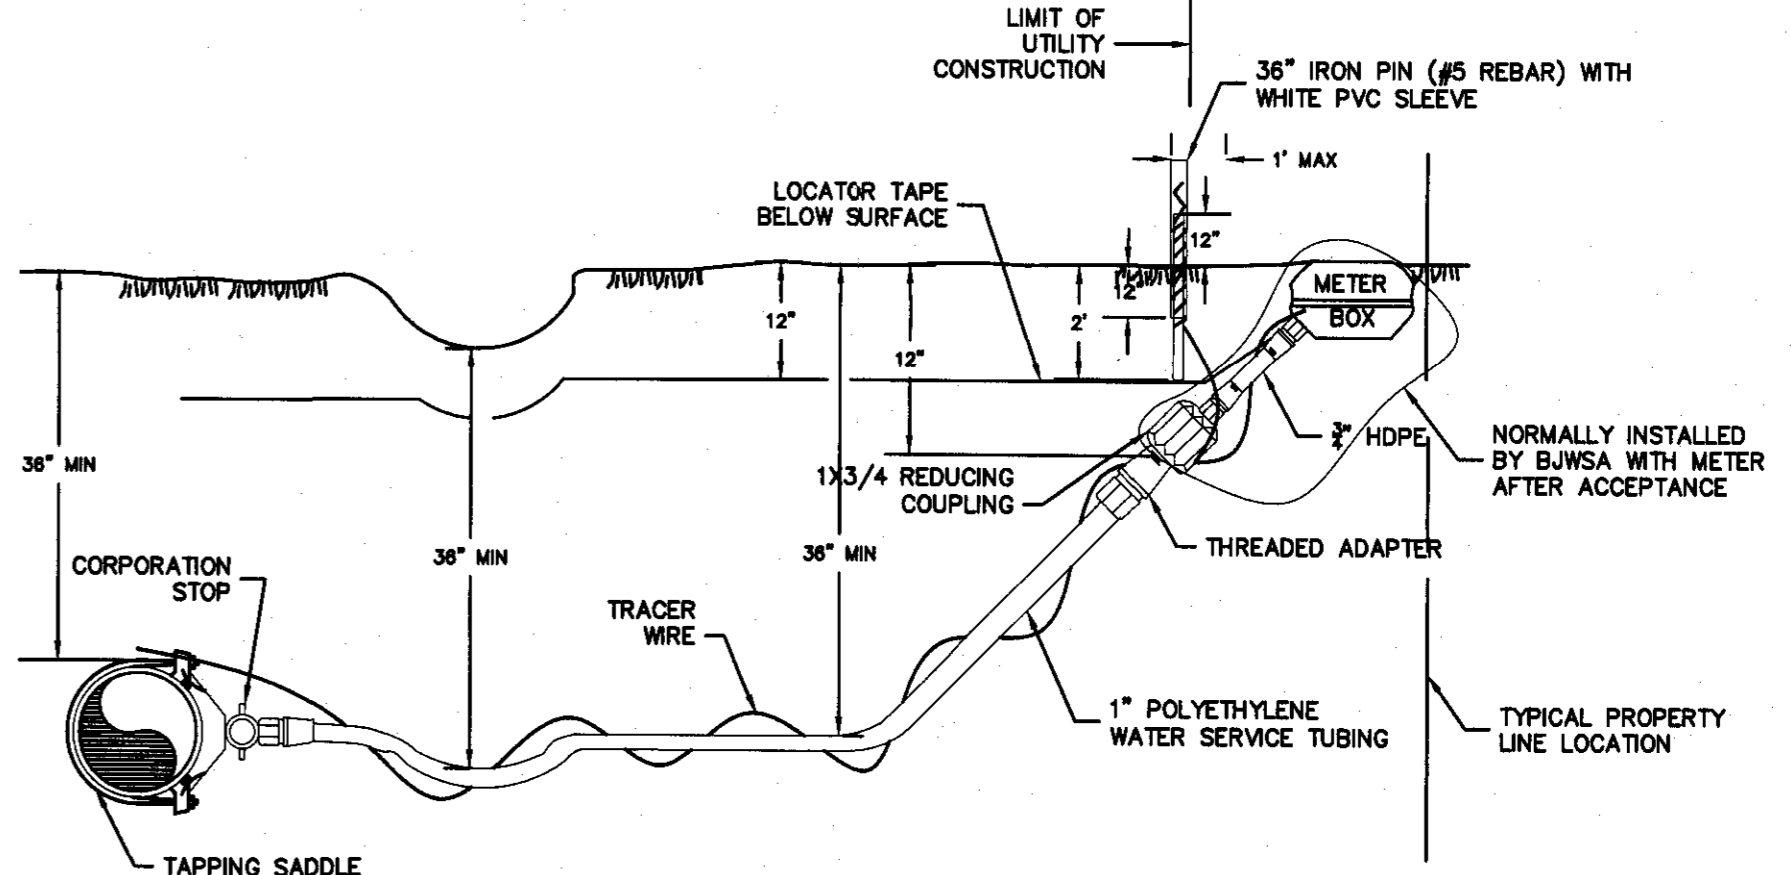 LIMIT OF
UTILITY
CONSTRUCTION
36" IRON PIN (#5 REBAR) WITH
WHITE PVC SLEEVE
1' MAX
LOCATOR TAPE
BELOW SURFACE
12"
12"
METER
BOX
12"
2'
12"
36" MIN
3/4" HDPE
NORMALLY INSTALLED
BY BJWSA WITH METER
AFTER ACCEPTANCE
1X3/4 REDUCING
COUPLING
THREADED ADAPTER
36" MIN
36" MIN
CORPORATION
STOP
TRACER
WIRE
1" POLYETHYLENE
WATER SERVICE TUBING
TYPICAL PROPERTY
LINE LOCATION
TAPPING SADDLE